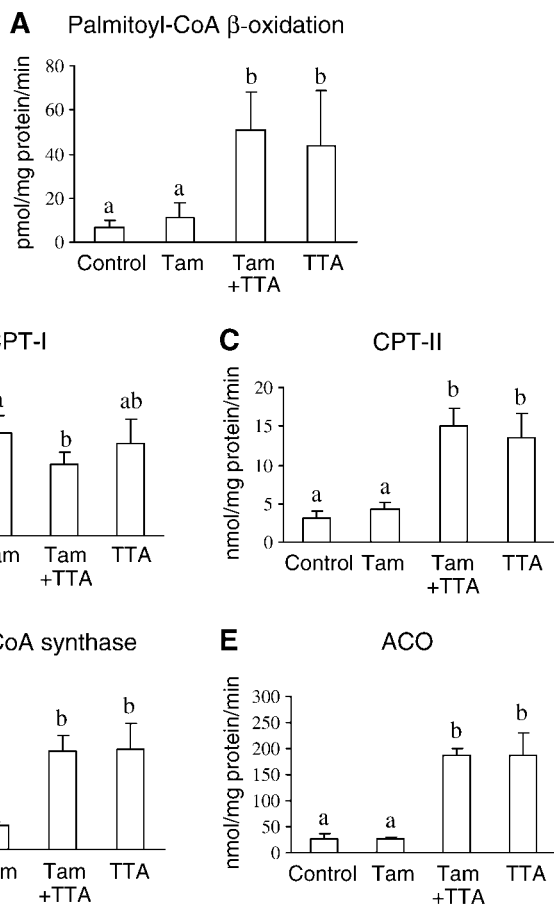 A Palmitoyl-CoA β-oxidation
pmol/mg protein/min
80
60
40
20
0
a
a
b
b
Control Tam Tam TTA
+TTA
PT-I
b
ab
Tam TTA
+TTA
C CPT-II
nmol/mg protein/min
20
15
10
5
0
a
a
b
b
Control Tam Tam TTA
+TTA
CoA synthase
b
b
Tam TTA
+TTA
E ACO
nmol/mg protein/min
300
250
200
150
100
50
0
a
a
b
b
Control Tam Tam TTA
+TTA